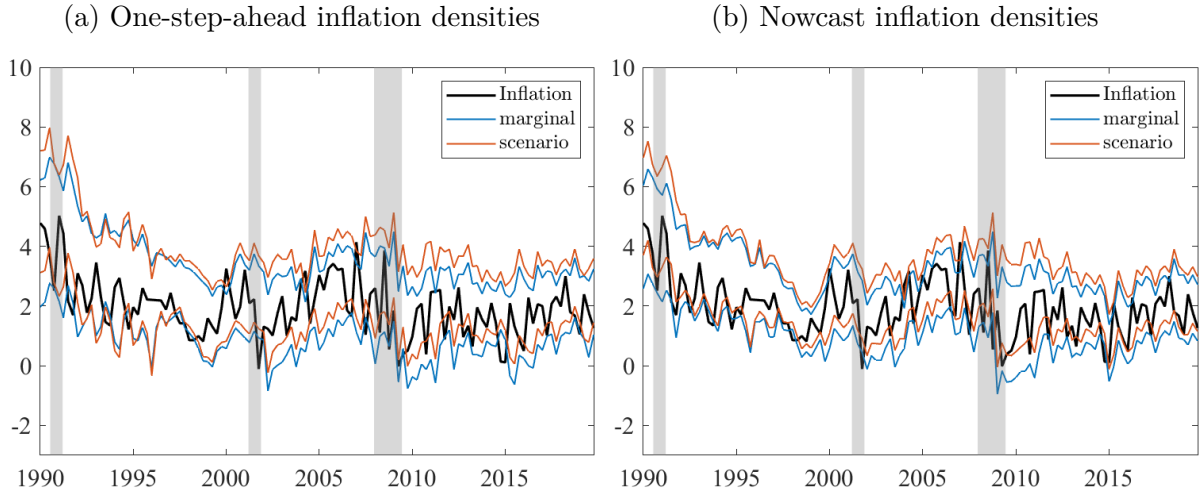 (a) One-step-ahead inflation densities
(b) Nowcast inflation densities
10
8
6
4
2
0
-2
1990 1995 2000 2005 2010 2015
Inflation
marginal
scenario
10
8
6
4
2
0
-2
1990 1995 2000 2005 2010 2015
Inflation
marginal
scenario